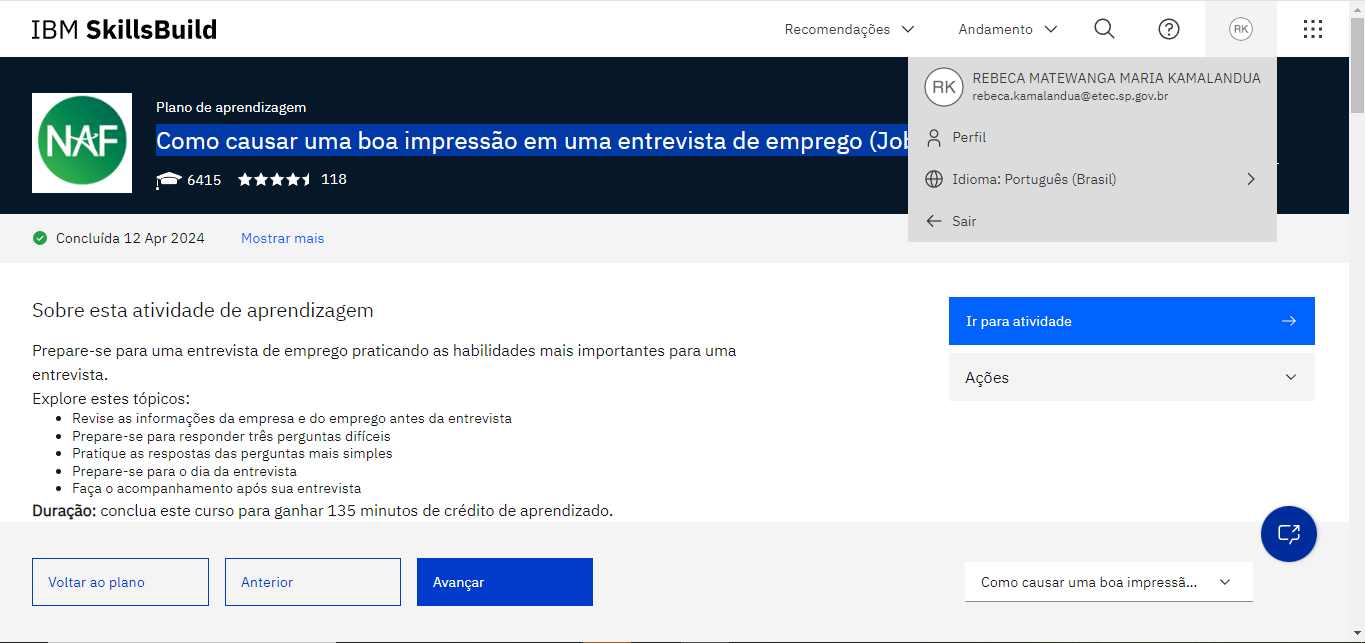 IBM SkillsBuild
Recomendações
Andamento
RK
RK
REBECA MATEWANGA MARIA KAMALANDUA
rebeca.kamalandua@etec.sp.gov.br
Perfil
Idioma: Português (Brasil)
Sair
NAF
Plano de aprendizagem
Como causar uma boa impressão em uma entrevista de emprego (Job
6415
118
Concluída 12 Apr 2024
Mostrar mais
Sobre esta atividade de aprendizagem
Prepare-se para uma entrevista de emprego praticando as habilidades mais importantes para uma
entrevista.
Explore estes tópicos:
Revise as informações da empresa e do emprego antes da entrevista
Prepare-se para responder três perguntas difíceis
Pratique as respostas das perguntas mais simples
Prepare-se para o dia da entrevista
Faça o acompanhamento após sua entrevista
Duração: conclua este curso para ganhar 135 minutos de crédito de aprendizado.
Ir para atividade
Ações
Voltar ao plano
Anterior
Avançar
Como causar uma boa impressã...